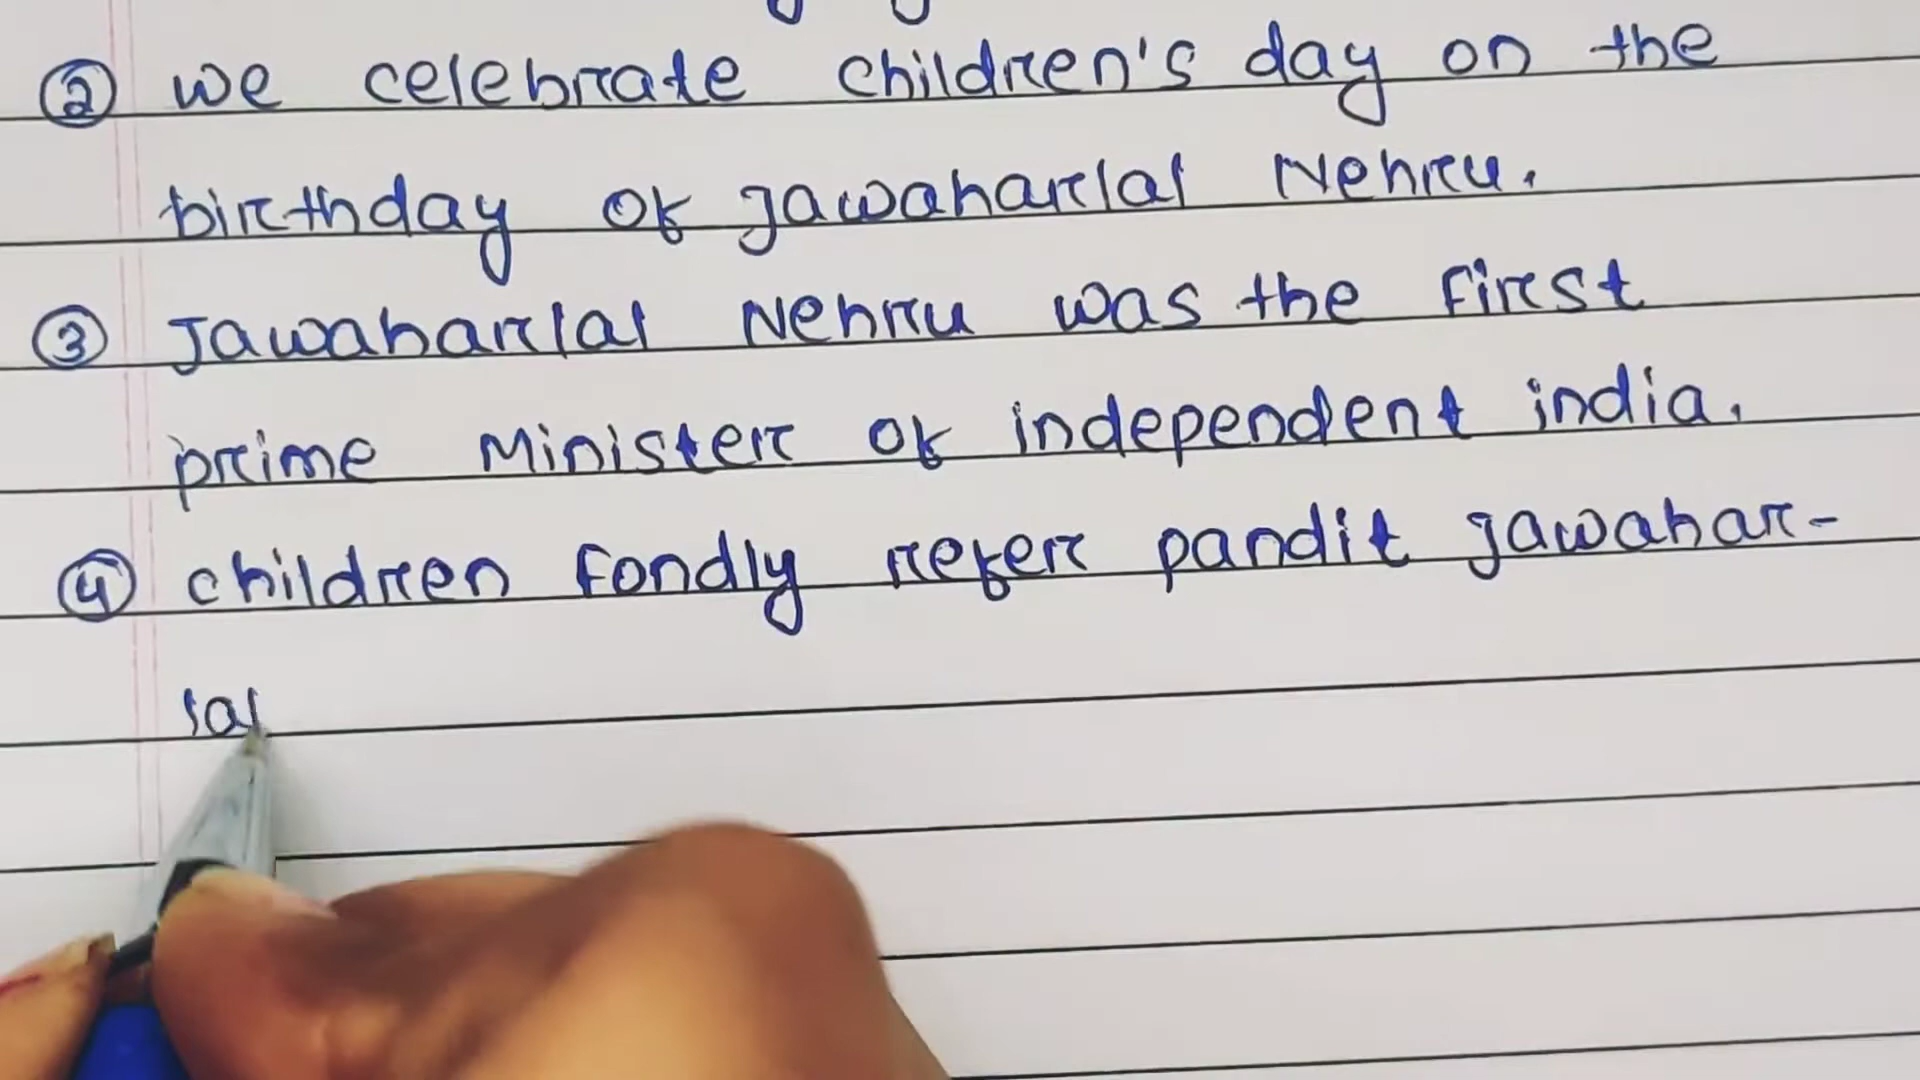 ② we celebrate children's day on the
birthday of Jawaharlal Nehru.
③ Jawaharlal Nehru was the first
prime Minister of independent india.
④ children fondly refer pandit Jawahar-
lal